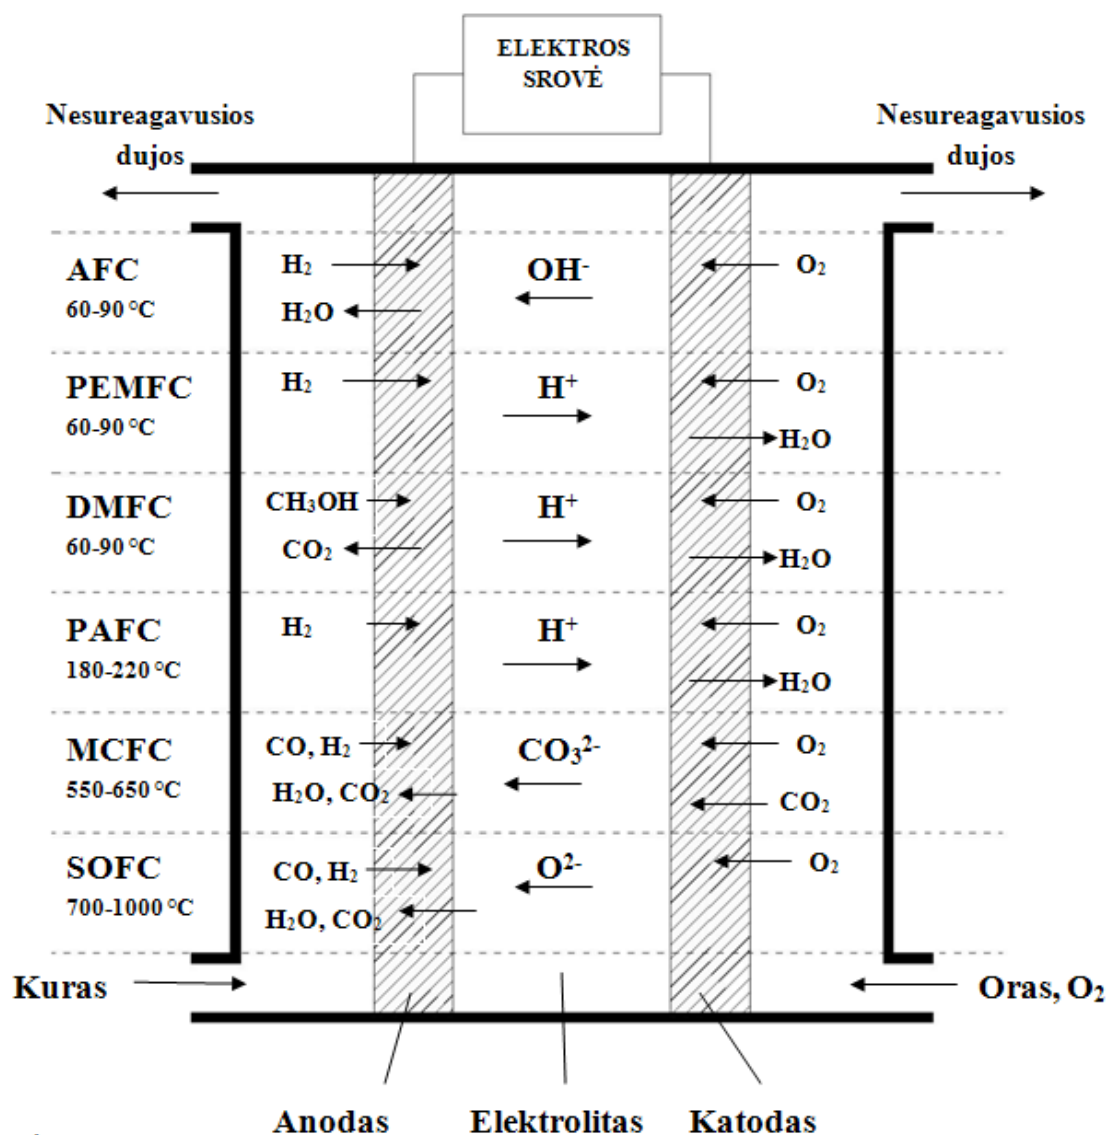 ELEKTROS
SROVĖ
Nesureagavusios
dujos
Nesureagavusios
dujos
AFC
60-90 °C
H₂
H₂O
OH⁻
O₂
PEMFC
60-90 °C
H₂
H⁺
O₂
H₂O
DMFC
60-90 °C
CH₃OH
CO₂
H⁺
O₂
H₂O
PAFC
180-220 °C
H₂
H⁺
O₂
H₂O
MCFC
550-650 °C
CO, H₂
H₂O, CO₂
CO₃²⁻
O₂
CO₂
SOFC
700-1000 °C
CO, H₂
H₂O, CO₂
O²⁻
O₂
Kuras
Oras, O₂
Anodas
Elektrolitas
Katodas